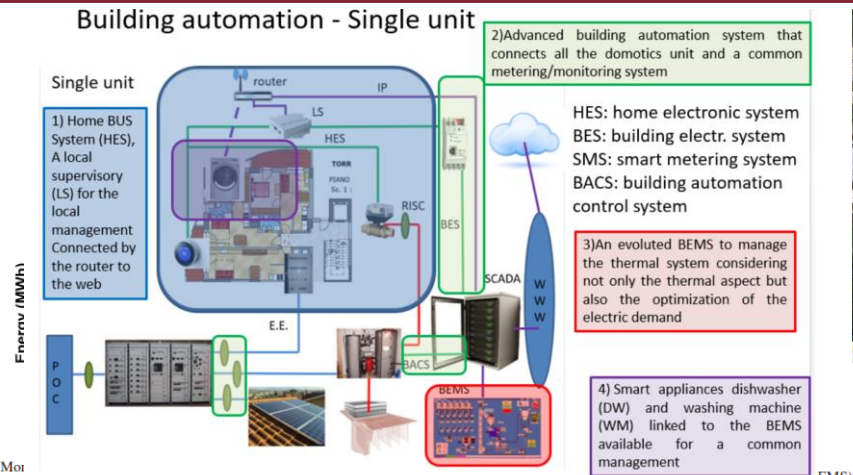 Building automation - Single unit
2)Advanced building automation system that
connects all the domotics unit and a common
metering/monitoring system
Single unit
router
IP
LS
HES
1) Home BUS
System (HES),
A local
supervisory
(LS) for the
local
management
Connected by
the router to
the web
TORR
PIANO
Sc. 1 :
RISC
BES
HES: home electronic system
BES: building electr. system
SMS: smart metering system
BACS: building automation
control system
3)An evoluted BEMS to manage
the thermal system considering
not only the thermal aspect but
also the optimization of the
electric demand
SCADA
W
W
W
Energy (MWh)
E.E.
P
O
C
BACS
BEMS
4) Smart appliances dishwasher
(DW) and washing machine
(WM) linked to the BEMS
available for a common
management
Mor